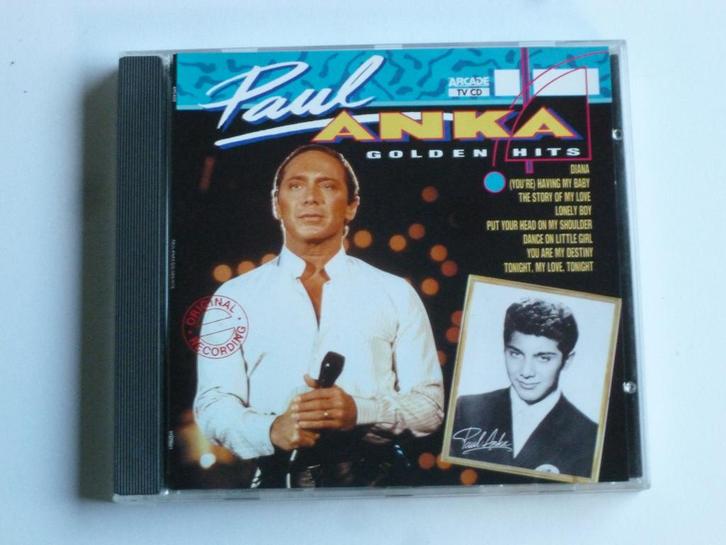 Paul
ARCADE
TV CD
ANKA
GOLDEN HITS
DIANA
(YOU'RE) HAVING MY BABY
THE STORY OF MY LOVE
LONELY BOY
PUT YOUR HEAD ON MY SHOULDER
DANCE ON LITTLE GIRL
YOU ARE MY DESTINY
TONIGHT, MY LOVE, TONIGHT
ORIGINAL
RECORDING
Paul Anka